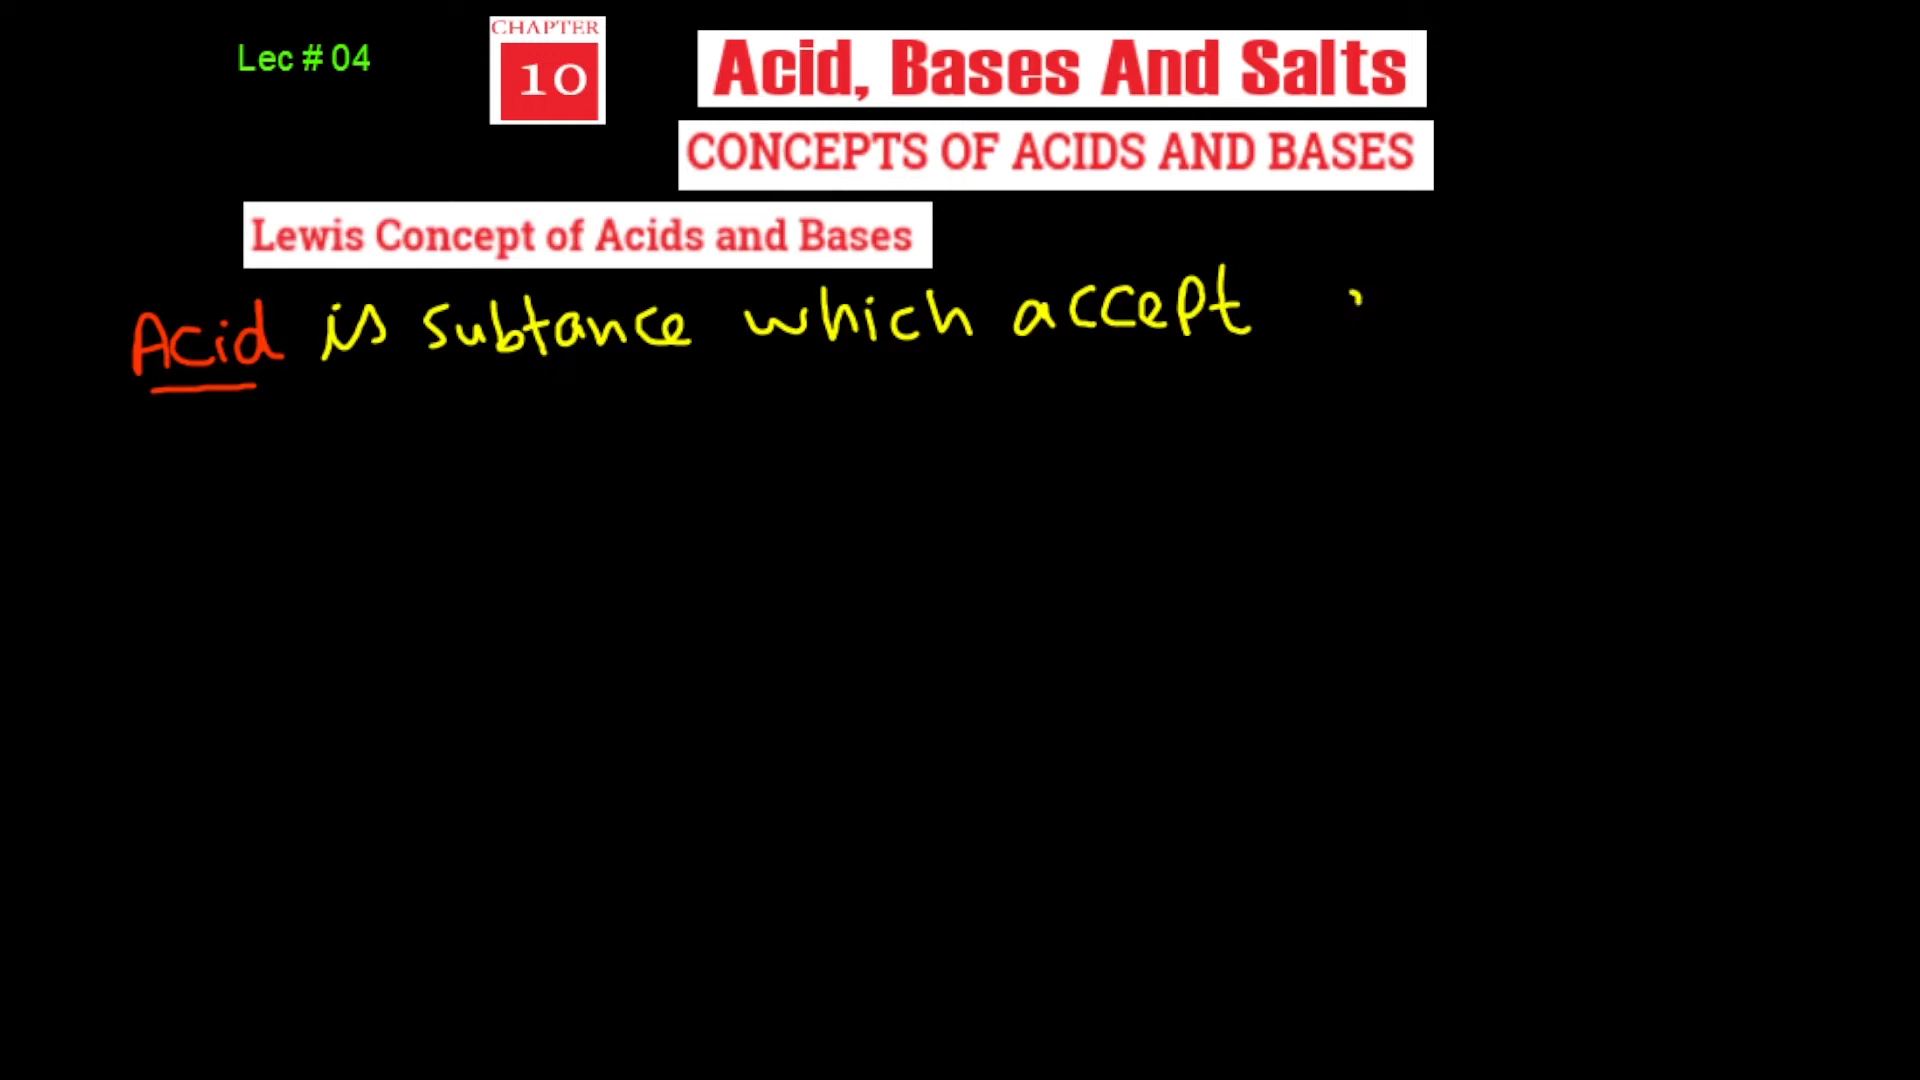 Lec # 04
CHAPTER
10
Acid, Bases And Salts
CONCEPTS OF ACIDS AND BASES
Lewis Concept of Acids and Bases
Acid is subtance which accept